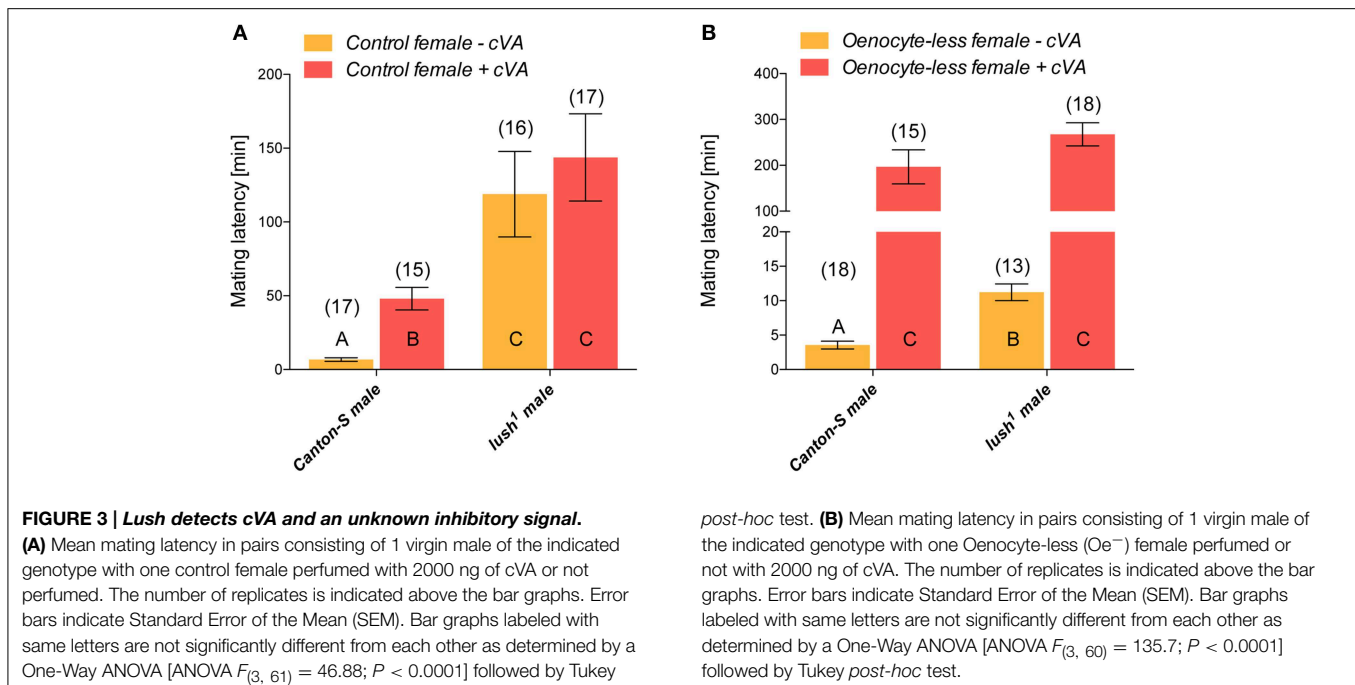 A
Control female - cVA
Control female + cVA
Mating latency [min]
200
150
100
50
0
(17)
(15)
(16)
(17)
A
B
C
C
Canton-S male
lush¹ male
B
Oenocyte-less female - cVA
Oenocyte-less female + cVA
Mating latency [min]
400
300
200
100
20
15
10
5
0
(18)
(15)
(13)
(18)
A
C
B
C
Canton-S male
lush¹ male
FIGURE 3 | Lush detects cVA and an unknown inhibitory signal.
(A) Mean mating latency in pairs consisting of 1 virgin male of the indicated
genotype with one control female perfumed with 2000 ng of cVA or not
perfumed. The number of replicates is indicated above the bar graphs. Error
bars indicate Standard Error of the Mean (SEM). Bar graphs labeled with
same letters are not significantly different from each other as determined by a
One-Way ANOVA [ANOVA F(3, 61) = 46.88; P < 0.0001] followed by Tukey
post-hoc test. (B) Mean mating latency in pairs consisting of 1 virgin male of
the indicated genotype with one Oenocyte-less (Oe⁻) female perfumed or
not with 2000 ng of cVA. The number of replicates is indicated above the bar
graphs. Error bars indicate Standard Error of the Mean (SEM). Bar graphs
labeled with same letters are not significantly different from each other as
determined by a One-Way ANOVA [ANOVA F(3, 60) = 135.7; P < 0.0001]
followed by Tukey post-hoc test.